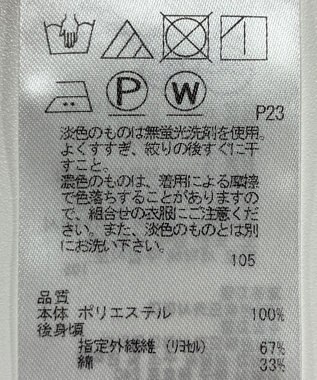 P
W
P23
淡色のものは無蛍光洗剤を使用。
よくすすぎ、絞りの後すぐに干
すこと。
濃色のものは、着用による摩擦
で色落ちすることがありますの
で、組合せの衣服にご注意くだ
さい。また、淡色のものとは別
にお洗い下さい。
105
品質
本体 ポリエステル 100%
後身頃
指定外繊維(リヨセル) 67%
綿 33%